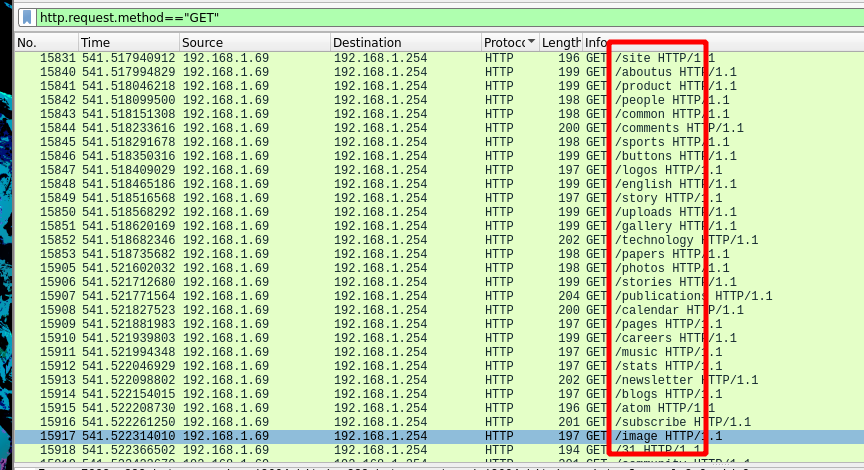 http.request.method=="GET"
No. Time Source Destination Protocc Length Info
15831 541.517940912 192.168.1.69 192.168.1.254 HTTP 196 GET /site HTTP/1.1
15840 541.517994829 192.168.1.69 192.168.1.254 HTTP 199 GET /aboutus HTTP/1.1
15841 541.518046218 192.168.1.69 192.168.1.254 HTTP 199 GET /product HTTP/1.1
15842 541.518099500 192.168.1.69 192.168.1.254 HTTP 198 GET /people HTTP/1.1
15843 541.518151308 192.168.1.69 192.168.1.254 HTTP 198 GET /common HTTP/1.1
15844 541.518233616 192.168.1.69 192.168.1.254 HTTP 200 GET /comments HTTP/1.1
15845 541.518291678 192.168.1.69 192.168.1.254 HTTP 198 GET /sports HTTP/1.1
15846 541.518350316 192.168.1.69 192.168.1.254 HTTP 199 GET /buttons HTTP/1.1
15847 541.518409029 192.168.1.69 192.168.1.254 HTTP 197 GET /logos HTTP/1.1
15848 541.518465186 192.168.1.69 192.168.1.254 HTTP 199 GET /english HTTP/1.1
15849 541.518516568 192.168.1.69 192.168.1.254 HTTP 197 GET /story HTTP/1.1
15850 541.518568292 192.168.1.69 192.168.1.254 HTTP 199 GET /uploads HTTP/1.1
15851 541.518620169 192.168.1.69 192.168.1.254 HTTP 199 GET /gallery HTTP/1.1
15852 541.518682346 192.168.1.69 192.168.1.254 HTTP 202 GET /technology HTTP/1.1
15853 541.518735682 192.168.1.69 192.168.1.254 HTTP 198 GET /papers HTTP/1.1
15905 541.521602032 192.168.1.69 192.168.1.254 HTTP 198 GET /photos HTTP/1.1
15906 541.521712680 192.168.1.69 192.168.1.254 HTTP 199 GET /stories HTTP/1.1
15907 541.521771564 192.168.1.69 192.168.1.254 HTTP 204 GET /publications HTTP/1.1
15908 541.521827523 192.168.1.69 192.168.1.254 HTTP 200 GET /calendar HTTP/1.1
15909 541.521881983 192.168.1.69 192.168.1.254 HTTP 197 GET /pages HTTP/1.1
15910 541.521939803 192.168.1.69 192.168.1.254 HTTP 199 GET /careers HTTP/1.1
15911 541.521994348 192.168.1.69 192.168.1.254 HTTP 197 GET /music HTTP/1.1
15912 541.522046929 192.168.1.69 192.168.1.254 HTTP 197 GET /stats HTTP/1.1
15913 541.522098802 192.168.1.69 192.168.1.254 HTTP 202 GET /newsletter HTTP/1.1
15914 541.522154015 192.168.1.69 192.168.1.254 HTTP 197 GET /blogs HTTP/1.1
15915 541.522208730 192.168.1.69 192.168.1.254 HTTP 196 GET /atom HTTP/1.1
15916 541.522261250 192.168.1.69 192.168.1.254 HTTP 201 GET /subscribe HTTP/1.1
15917 541.522314010 192.168.1.69 192.168.1.254 HTTP 197 GET /image HTTP/1.1
15918 541.522366502 192.168.1.69 192.168.1.254 HTTP 194 GET /31 HTTP/1.1